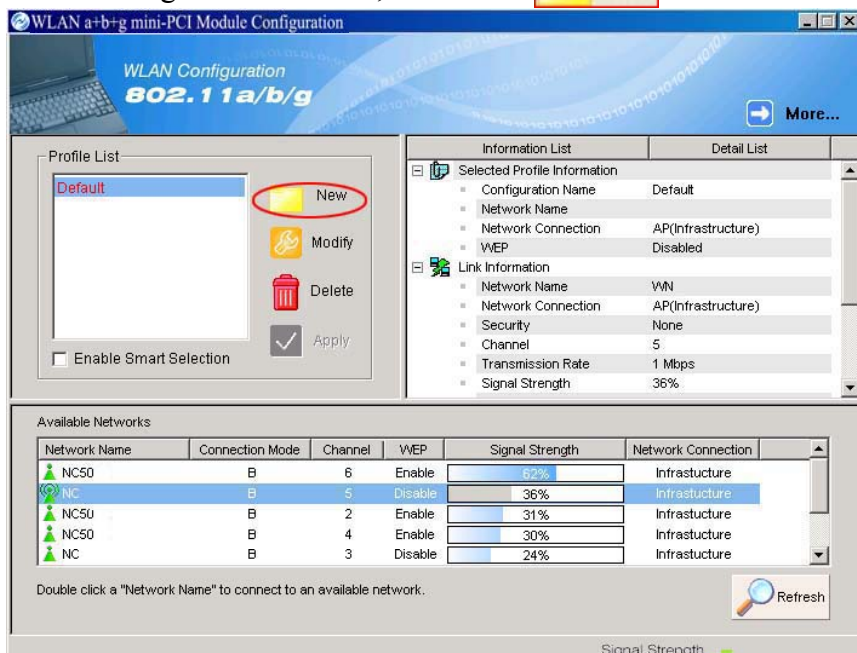 WLAN a+b+g mini-PCI Module Configuration
WLAN Configuration
802.11a/b/g
More...
Profile List
Default
New
Modify
Delete
Apply
Enable Smart Selection
Information List Detail List
Selected Profile Information
Configuration Name Default
Network Name
Network Connection AP(Infrastructure)
WEP Disabled
Link Information
Network Name WN
Network Connection AP(Infrastructure)
Security None
Channel 5
Transmission Rate 1 Mbps
Signal Strength 36%
Available Networks
Network Name Connection Mode Channel WEP Signal Strength Network Connection
NC50 B 6 Enable 62% Infrastucture
NC B 5 Disable 36% Infrastucture
NC50 B 2 Enable 31% Infrastucture
NC50 B 4 Enable 30% Infrastucture
NC B 3 Disable 24% Infrastucture
Double click a "Network Name" to connect to an available network.
Refresh
Signal Strength